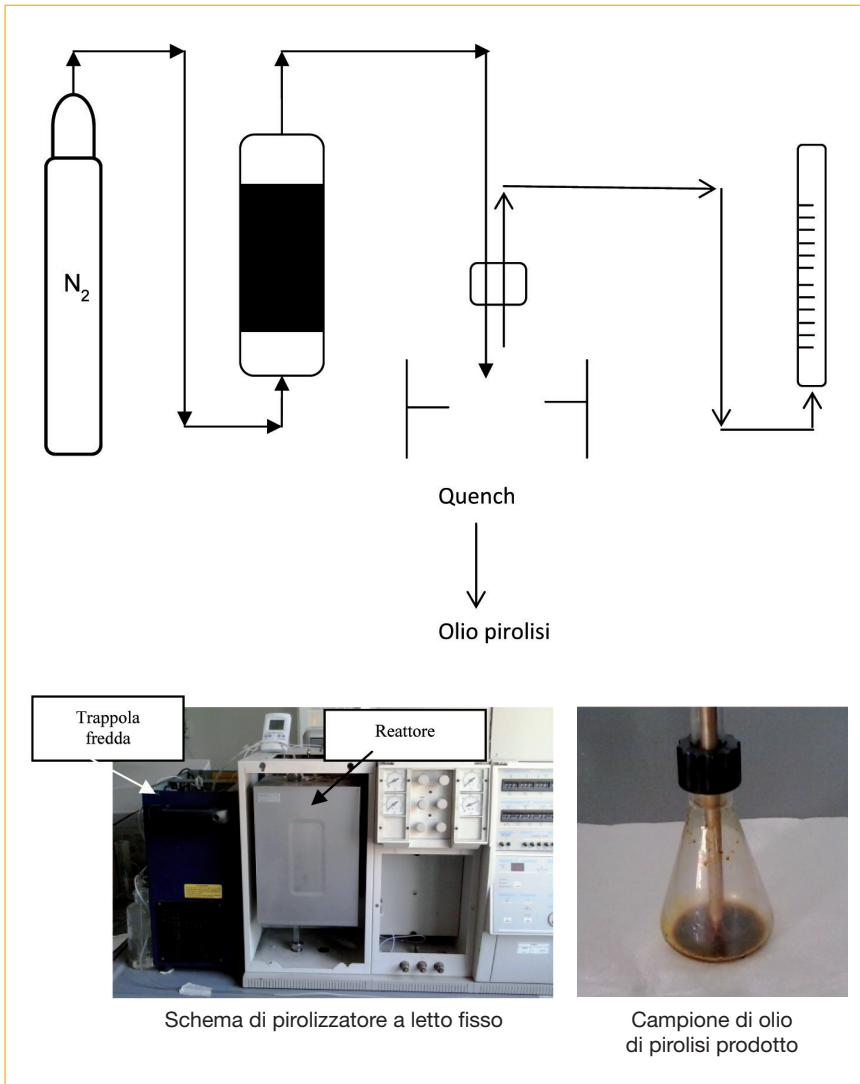 N2
Quench
Olio pirolisi
Trappola
fredda
Reattore
Schema di pirolizzatore a letto fisso
Campione di olio
di pirolisi prodotto